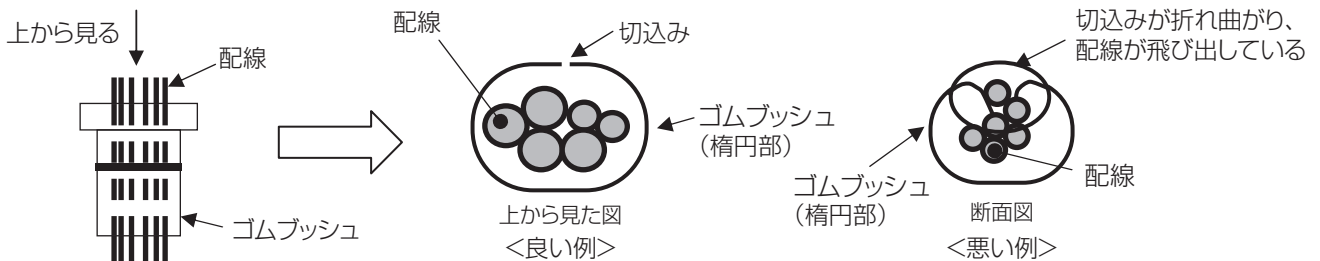 上から見る
配線
ゴムブッシュ
配線
切込み
ゴムブッシュ
（楕円部）
上から見た図
＜良い例＞
切込みが折れ曲がり、
配線が飛び出している
ゴムブッシュ
（楕円部）
配線
断面図
＜悪い例＞